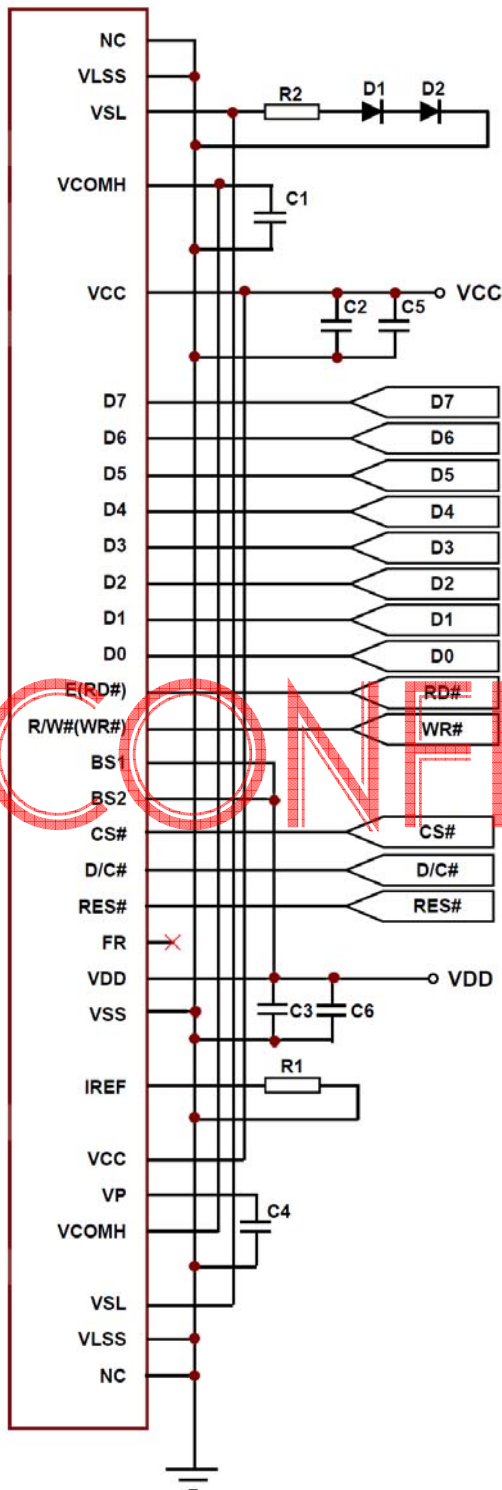 NC
VLSS
VSL R2 D1 D2
VCOMH C1
VCC C2 C5 VCC
D7 D7
D6 D6
D5 D5
D4 D4
D3 D3
D2 D2
D1 D1
D0 D0
E(RD#) RD#
R/W#(WR#) WR#
CONFI
BS1
BS2
CS# CS#
D/C# D/C#
RES# RES#
FR
VDD VDD
VSS C3 C6
IREF R1
VCC
VP C4
VCOMH
VSL
VLSS
NC